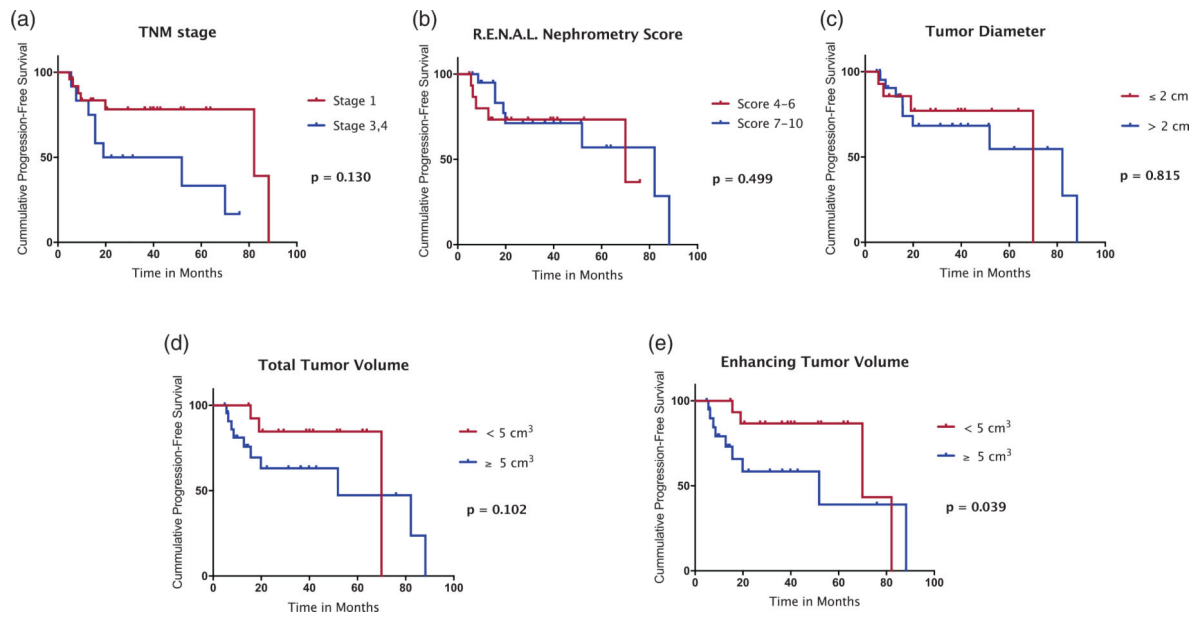 (a)
TNM stage
Cummulative Progression-Free Survival
100
50
0
0 20 40 60 80 100
Time in Months
Stage 1
Stage 3,4
p = 0.130
(b)
R.E.N.A.L. Nephrometry Score
Cummulative Progression-Free Survival
100
50
0
0 20 40 60 80 100
Time in Months
Score 4-6
Score 7-10
p = 0.499
(c)
Tumor Diameter
Cummulative Progression-Free Survival
100
50
0
0 20 40 60 80 100
Time in Months
≤ 2 cm
> 2 cm
p = 0.815
(d)
Total Tumor Volume
Cummulative Progression-Free Survival
100
50
0
0 20 40 60 80 100
Time in Months
< 5 cm³
≥ 5 cm³
p = 0.102
(e)
Enhancing Tumor Volume
Cummulative Progression-Free Survival
100
50
0
0 20 40 60 80 100
Time in Months
< 5 cm³
≥ 5 cm³
p = 0.039